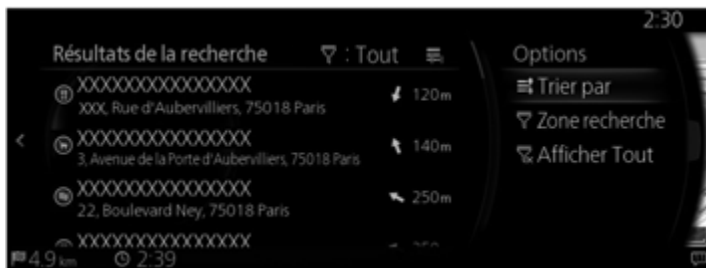 2:30
Résultats de la recherche : Tout
XXXXXXXXXXXXXXX
XXX, Rue d'Aubervilliers, 75018 Paris
120m
XXXXXXXXXXXXXXX
3, Avenue de la Porte d'Aubervilliers, 75018 Paris
140m
XXXXXXXXXXXXXXX
22, Boulevard Ney, 75018 Paris
250m
XXXXXXXXXXXXXXX
4.9 km
2:39
Options
Trier par
Zone recherche
Afficher Tout